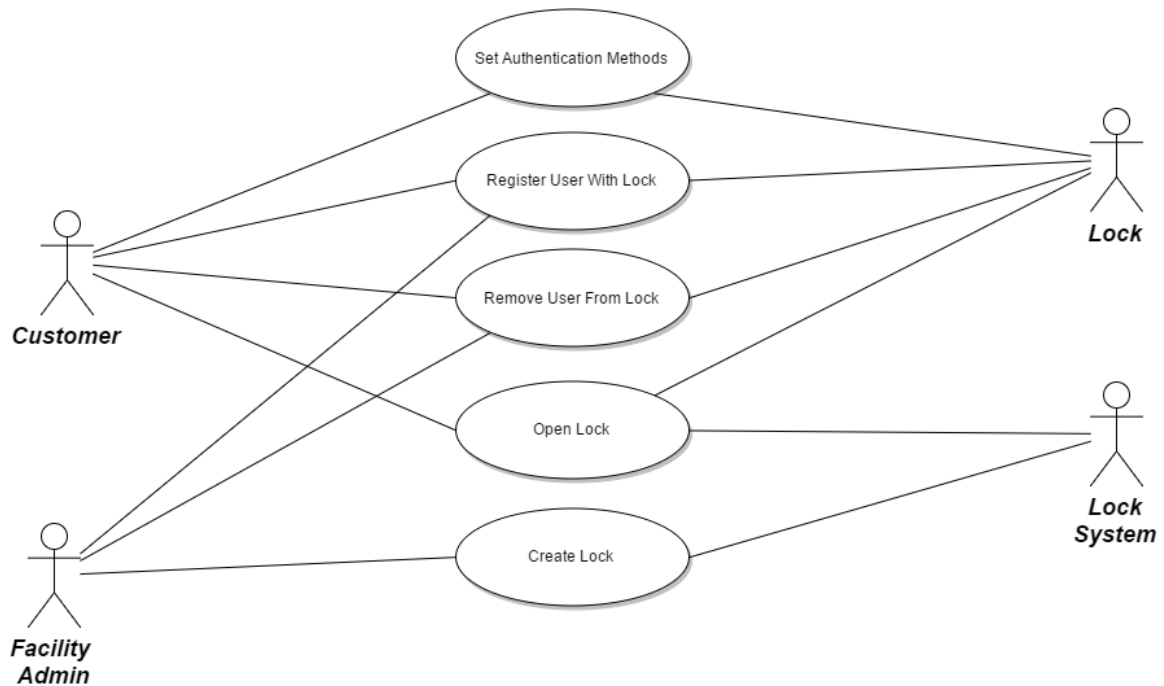 Set Authentication Methods
Register User With Lock
Lock
Customer
Remove User From Lock
Open Lock
Lock
System
Create Lock
Facility
Admin